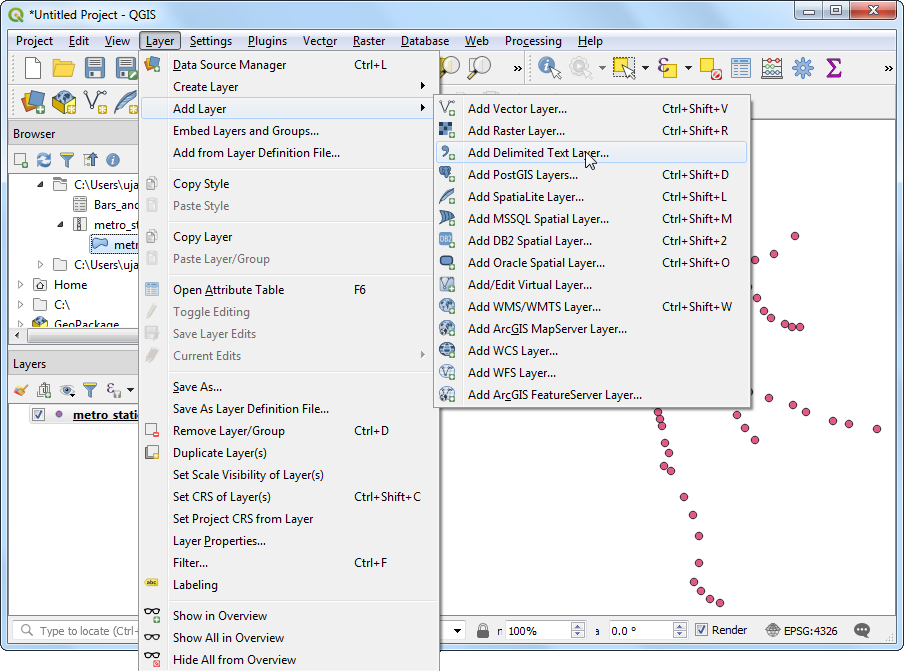 *Untitled Project - QGIS
Project Edit View Layer Settings Plugins Vector Raster Database Web Processing Help
Data Source Manager Ctrl+L
Create Layer
Add Layer
Embed Layers and Groups...
Add from Layer Definition File...
Copy Style
Paste Style
Copy Layer
Paste Layer/Group
Open Attribute Table F6
Toggle Editing
Save Layer Edits
Current Edits
Save As...
Save As Layer Definition File...
Remove Layer/Group Ctrl+D
Duplicate Layer(s)
Set Scale Visibility of Layer(s)
Set CRS of Layer(s) Ctrl+Shift+C
Set Project CRS from Layer
Layer Properties...
Filter... Ctrl+F
Labeling
Show in Overview
Show All in Overview
Hide All from Overview
Add Vector Layer... Ctrl+Shift+V
Add Raster Layer... Ctrl+Shift+R
Add Delimited Text Layer...
Add PostGIS Layers... Ctrl+Shift+D
Add SpatiaLite Layer... Ctrl+Shift+L
Add MSSQL Spatial Layer... Ctrl+Shift+M
Add DB2 Spatial Layer... Ctrl+Shift+2
Add Oracle Spatial Layer... Ctrl+Shift+O
Add/Edit Virtual Layer...
Add WMS/WMTS Layer... Ctrl+Shift+W
Add ArcGIS MapServer Layer...
Add WCS Layer...
Add WFS Layer...
Add ArcGIS FeatureServer Layer...
Browser
C:\Users\uja
Bars_and
metro_st
metr
C:\Users\uja
Home
C:\
GeoPackage
Layers
metro_stati
Type to locate (Ctrl+
100%
0.0 °
Render
EPSG:4326